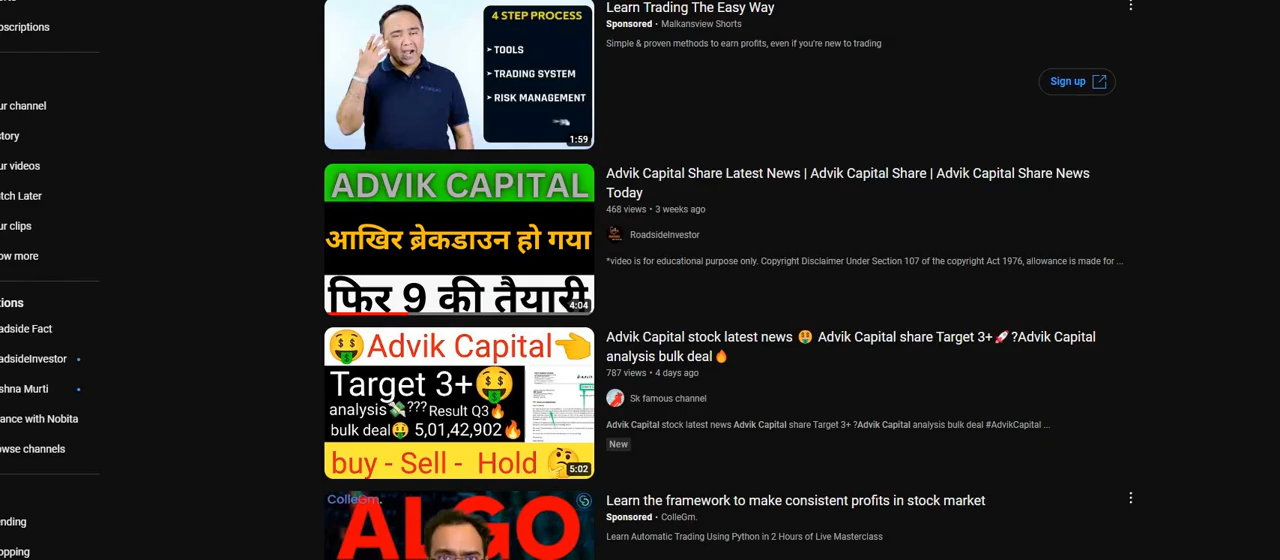 Learn Trading The Easy Way
Sponsored • Malkansview Shorts
Simple & proven methods to earn profits, even if you're new to trading
Sign up
4 STEP PROCESS
➤ TOOLS
➤ TRADING SYSTEM
➤ RISK MANAGEMENT
1:59
ADVIK CAPITAL
आखिर ब्रेकडाउन हो गया
फिर 9 की तैयारी
4:04
Advik Capital Share Latest News | Advik Capital Share | Advik Capital Share News
Today
468 views • 3 weeks ago
RoadsideInvestor
*video is for educational purpose only. Copyright Disclaimer Under Section 107 of the copyright Act 1976, allowance is made for ...
🤑Advik Capital👈
Target 3+🤑
analysis💸???Result Q3🔥
bulk deal🤑 5,01,42,902🔥
buy - Sell - Hold 🤔
5:02
Advik Capital stock latest news 🤑 Advik Capital share Target 3+🚀?Advik Capital
analysis bulk deal🔥
787 views • 4 days ago
Sk famous channel
Advik Capital stock latest news Advik Capital share Target 3+ ?Advik Capital analysis bulk deal #AdvikCapital ...
New
ColleGm.
ALGO
Learn the framework to make consistent profits in stock market
Sponsored • ColleGm.
Learn Automatic Trading Using Python in 2 Hours of Live Masterclass
bscriptions
ur channel
story
ur videos
tch Later
ur clips
ow more
tions
adside Fact
adsideInvestor
shna Murti
ance with Nobita
owse channels
ending
opping